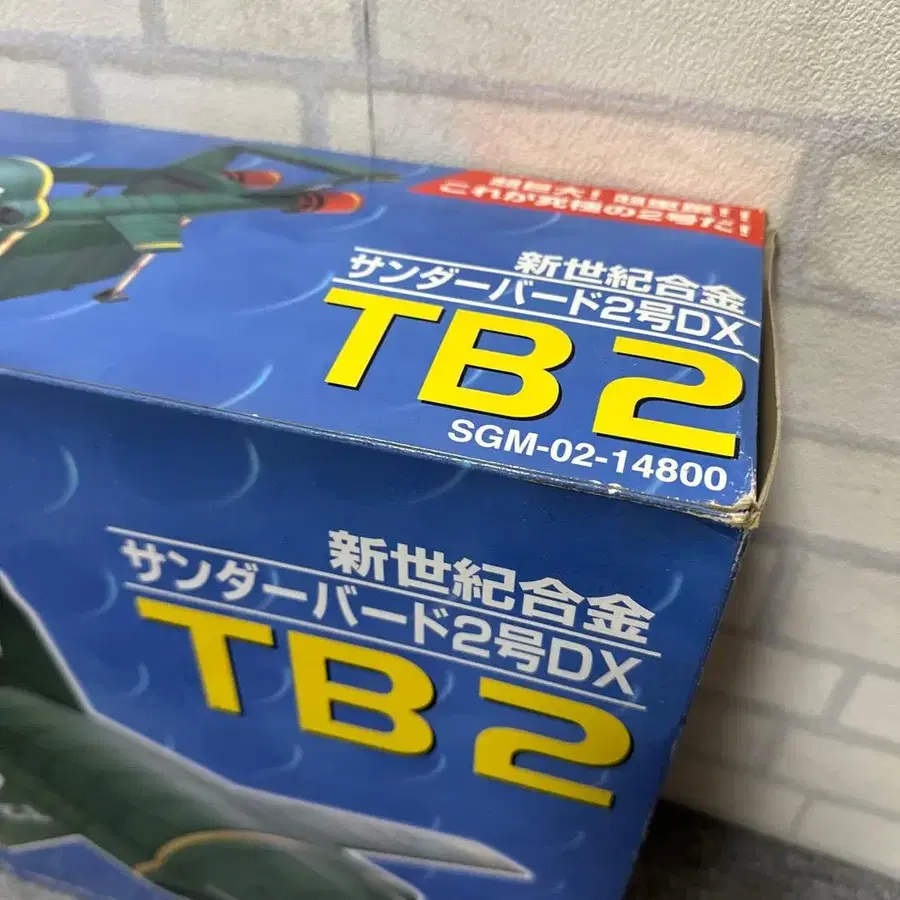 超巨大！超重量！！
これが究極の2号だ！
新世紀合金
サンダーバード2号DX
TB2
SGM-02-14800
新世紀合金
サンダーバード2号DX
TB2